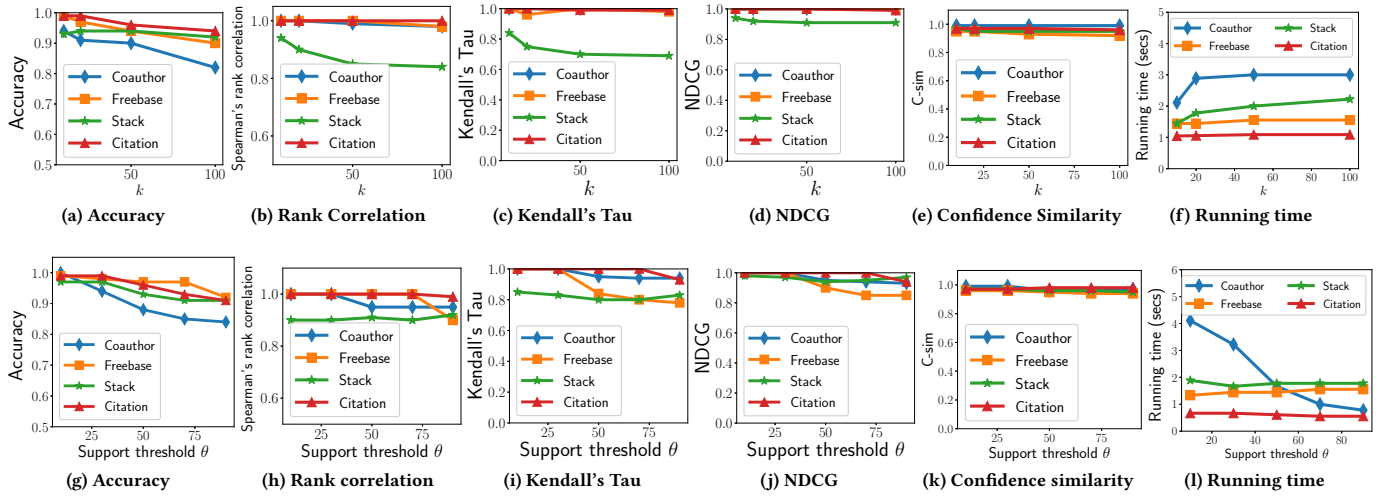 1.0
0.9
0.8
0.7
0.6
0.5
Accuracy
Coauthor
Freebase
Stack
Citation
50
100
k
(a) Accuracy
1.0
0.8
0.6
Spearman's rank correlation
Coauthor
Freebase
Stack
Citation
50
100
k
(b) Rank Correlation
1.0
0.8
0.6
0.4
0.2
0.0
Kendall's Tau
Coauthor
Freebase
Stack
Citation
50
100
k
(c) Kendall's Tau
1.0
0.8
0.6
0.4
0.2
0.0
NDCG
Coauthor
Freebase
Stack
Citation
50
100
k
(d) NDCG
1.0
0.8
0.6
0.4
0.2
0.0
C-sim
Coauthor
Freebase
Stack
Citation
25
50
75
100
k
(e) Confidence Similarity
5
4
3
2
1
0
Running time (secs)
Coauthor
Freebase
Stack
Citation
20
40
60
80
100
k
(f) Running time
1.0
0.9
0.8
0.7
0.6
0.5
Accuracy
Coauthor
Freebase
Stack
Citation
25
50
75
Support threshold θ
(g) Accuracy
1.0
0.8
0.6
Spearman's rank correlation
Coauthor
Freebase
Stack
Citation
25
50
75
Support threshold θ
(h) Rank correlation
1.0
0.8
0.6
0.4
0.2
0.0
Kendall's Tau
Coauthor
Freebase
Stack
Citation
25
50
75
Support threshold θ
(i) Kendall's Tau
1.0
0.8
0.6
0.4
0.2
0.0
NDCG
Coauthor
Freebase
Stack
Citation
25
50
75
Support threshold θ
(j) NDCG
1.0
0.8
0.6
0.4
0.2
0.0
C-sim
Coauthor
Freebase
Stack
Citation
25
50
75
Support threshold θ
(k) Confidence similarity
6
5
4
3
2
1
0
Running time (secs)
Coauthor
Freebase
Stack
Citation
20
40
60
80
Support threshold θ
(l) Running time